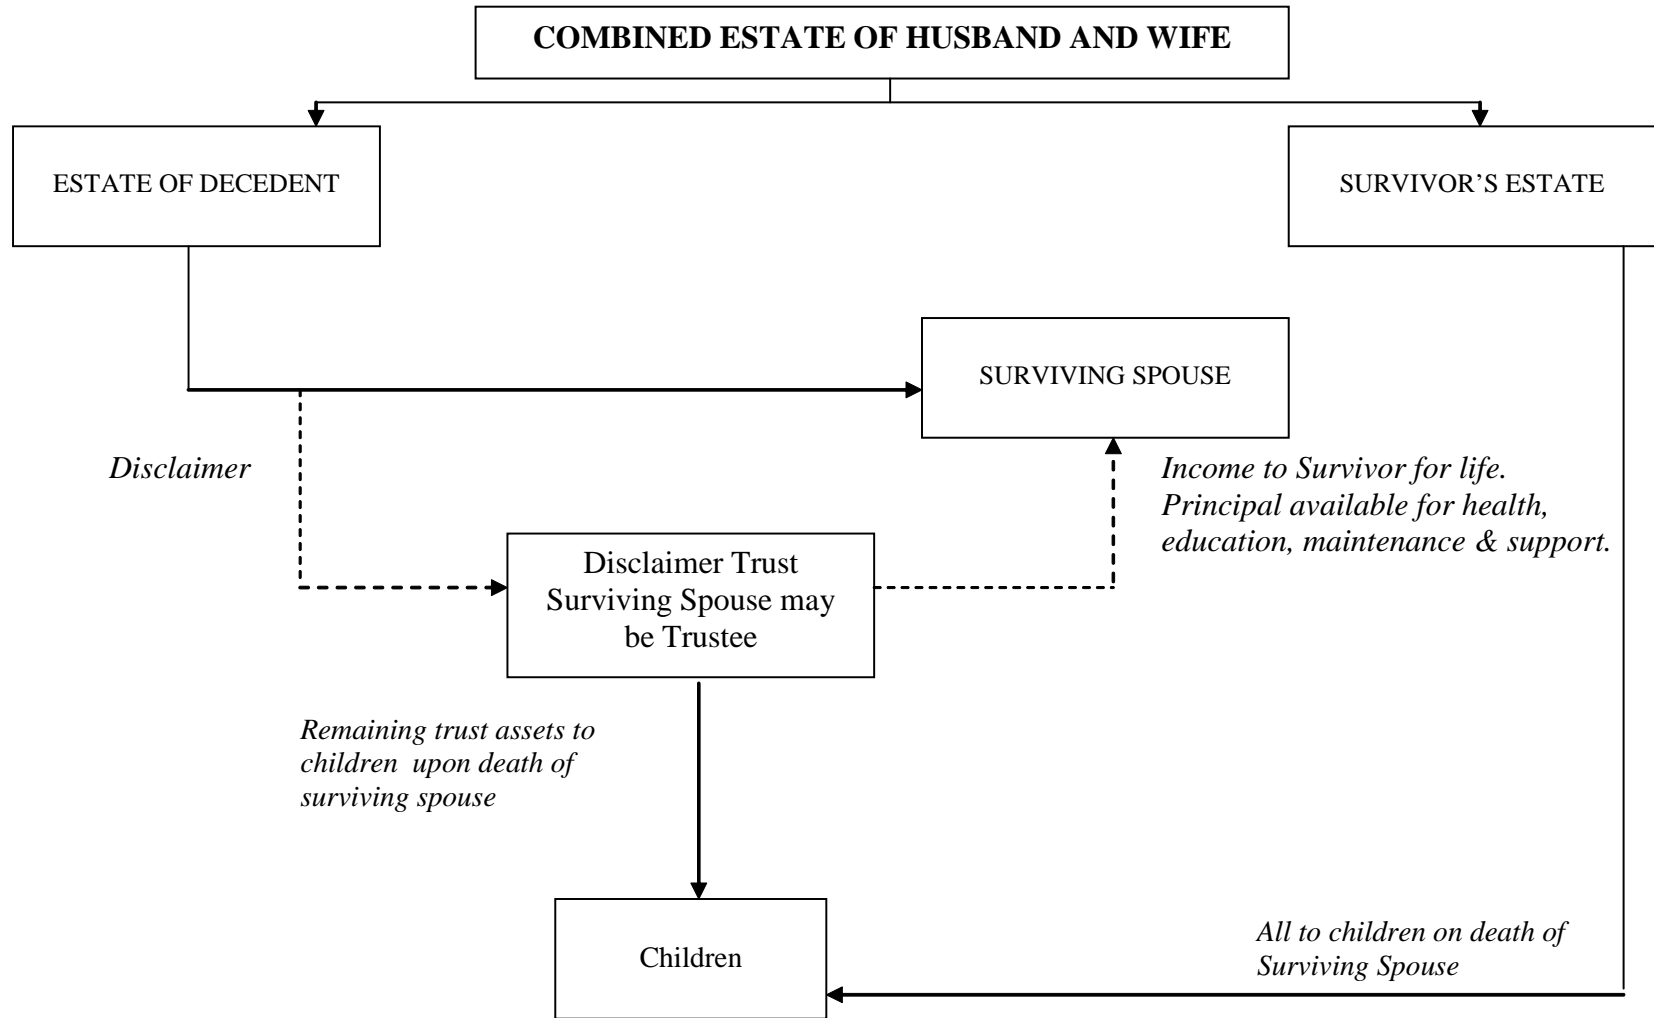 COMBINED ESTATE OF HUSBAND AND WIFE
ESTATE OF DECEDENT
SURVIVOR’S ESTATE
SURVIVING SPOUSE
Disclaimer
Income to Survivor for life.
Principal available for health,
education, maintenance & support.
Disclaimer Trust
Surviving Spouse may
be Trustee
Remaining trust assets to
children  upon death of
surviving spouse
Children
All to children on death of
Surviving Spouse